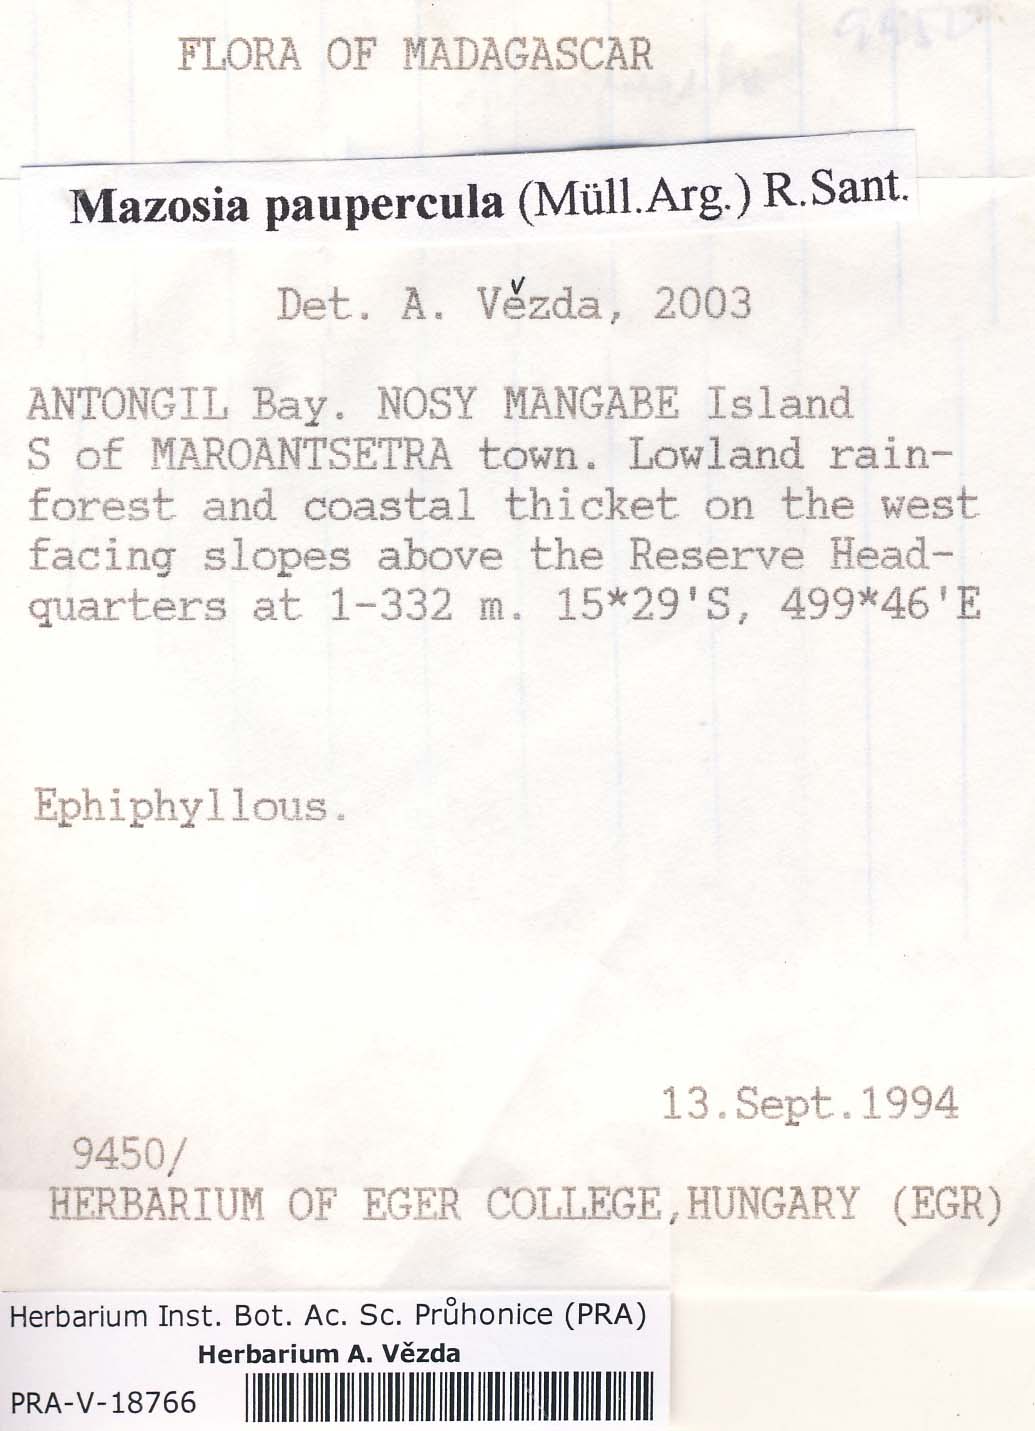 FLORA OF MADAGASCAR
Mazosia paupercula (Müll.Arg.) R.Sant.
Det. A. Vězda, 2003
ANTONGIL Bay. NOSY MANGABE Island
S of MAROANTSETRA town. Lowland rain-
forest and coastal thicket on the west
facing slopes above the Reserve Head-
quarters at 1-332 m. 15*29'S, 499*46'E
Ephiphyllous.
13.Sept.1994
9450/
HERBARIUM OF EGER COLLEGE,HUNGARY (EGR)
Herbarium Inst. Bot. Ac. Sc. Průhonice (PRA)
Herbarium A. Vězda
PRA-V-18766